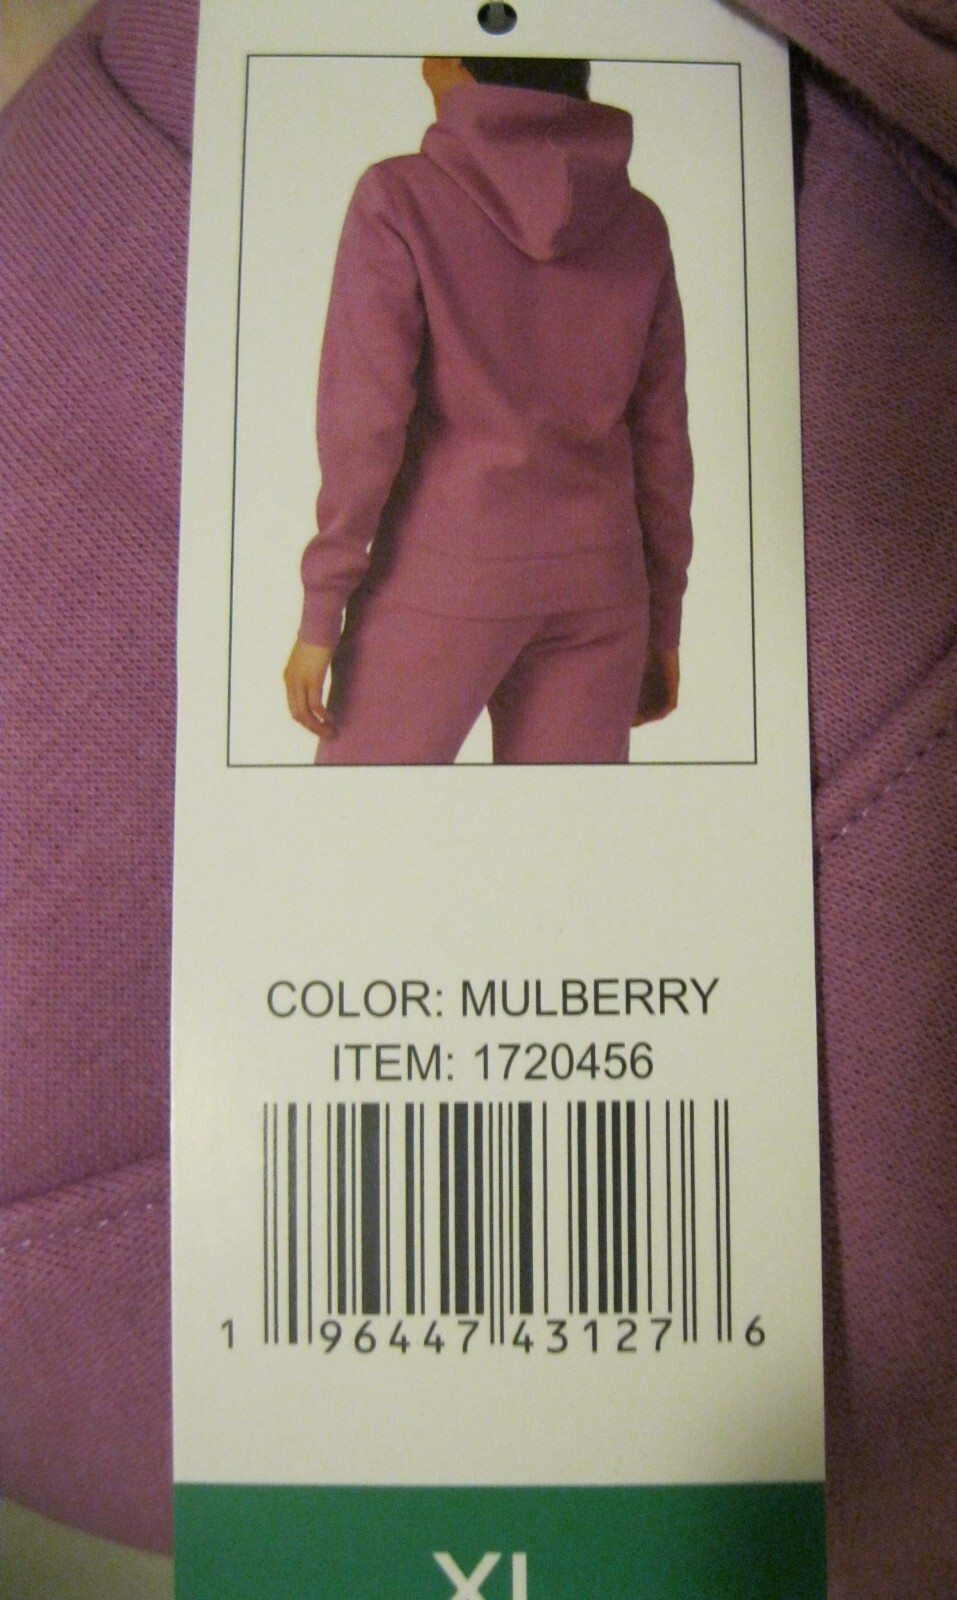 COLOR: MULBERRY
ITEM: 1720456
1 96447 43127 6
XL